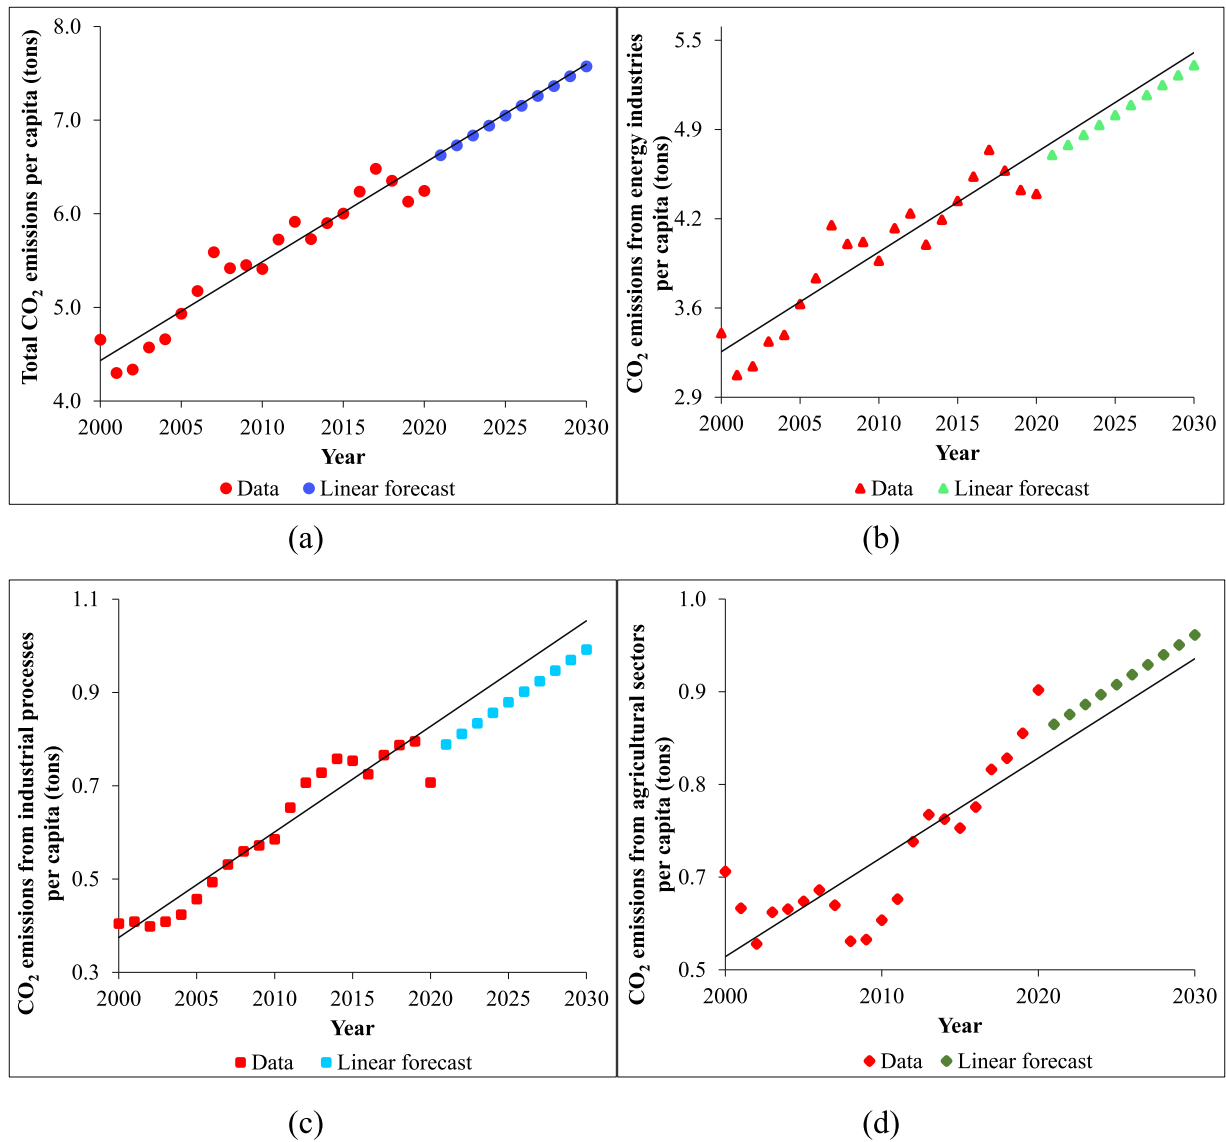 Total CO2 emissions per capita (tons)
8.0
7.0
6.0
5.0
4.0
2000 2005 2010 2015 2020 2025 2030
Year
Data Linear forecast
(a)
CO2 emissions from energy industries
per capita (tons)
5.5
4.9
4.2
3.6
2.9
2000 2005 2010 2015 2020 2025 2030
Year
Data Linear forecast
(b)
CO2 emissions from industrial processes
per capita (tons)
1.1
0.9
0.7
0.5
0.3
2000 2005 2010 2015 2020 2025 2030
Year
Data Linear forecast
(c)
CO2 emissions from agricultural sectors
per capita (tons)
1.0
0.9
0.8
0.7
0.5
2000 2010 2020 2030
Year
Data Linear forecast
(d)